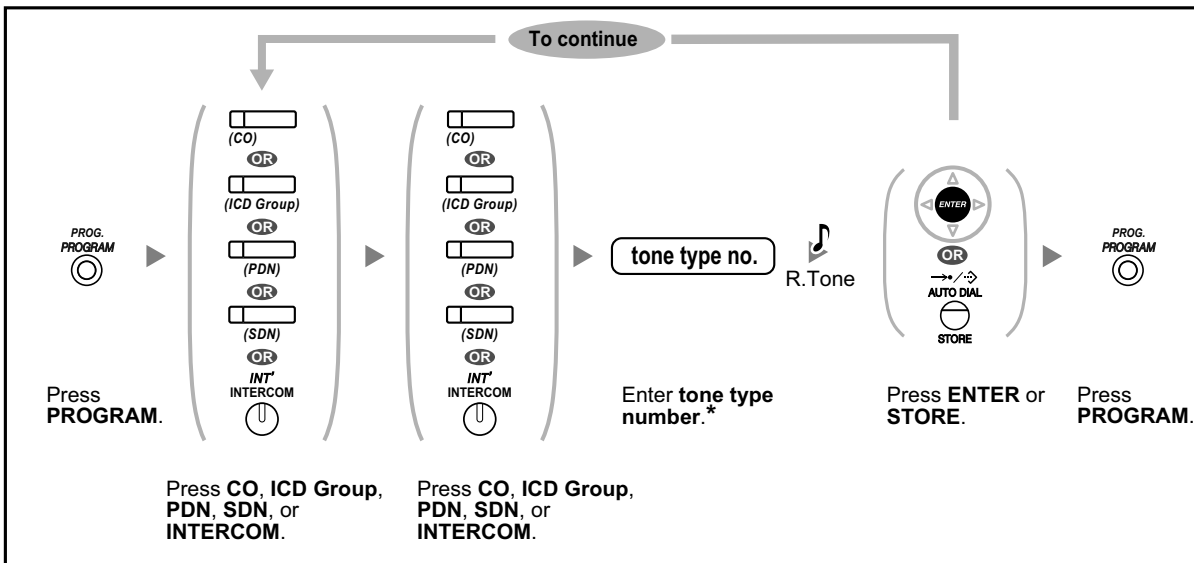 To continue
PROG.
PROGRAM
Press
PROGRAM.
(CO)
OR
(ICD Group)
OR
(PDN)
OR
(SDN)
OR
INT'
INTERCOM
Press CO, ICD Group,
PDN, SDN, or
INTERCOM.
(CO)
OR
(ICD Group)
OR
(PDN)
OR
(SDN)
OR
INT'
INTERCOM
Press CO, ICD Group,
PDN, SDN, or
INTERCOM.
tone type no.
Enter tone type
number.*
R.Tone
ENTER
OR
AUTO DIAL
STORE
Press ENTER or
STORE.
PROG.
PROGRAM
Press
PROGRAM.